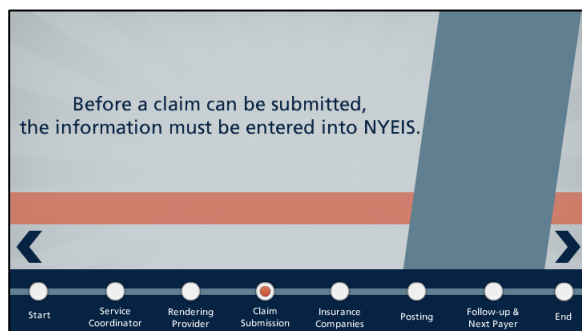 Before a claim can be submitted,
the information must be entered into NYEIS.
Start
Service
Coordinator
Rendering
Provider
Claim
Submission
Insurance
Companies
Posting
Follow-up &
Next Payer
End